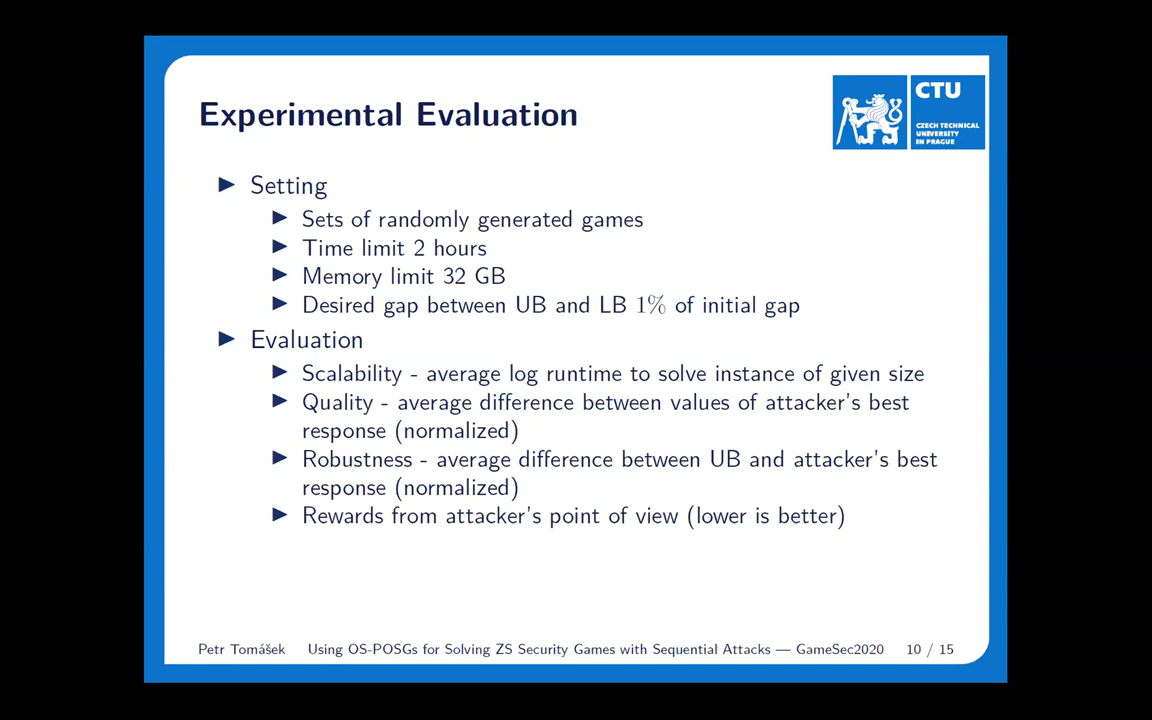 Experimental Evaluation
CTU
CZECH TECHNICAL
UNIVERSITY
IN PRAGUE
▶ Setting
▶ Sets of randomly generated games
▶ Time limit 2 hours
▶ Memory limit 32 GB
▶ Desired gap between UB and LB 1% of initial gap
▶ Evaluation
▶ Scalability - average log runtime to solve instance of given size
▶ Quality - average difference between values of attacker's best
response (normalized)
▶ Robustness - average difference between UB and attacker's best
response (normalized)
▶ Rewards from attacker's point of view (lower is better)
Petr Tomášek Using OS-POSGs for Solving ZS Security Games with Sequential Attacks — GameSec2020 10 / 15